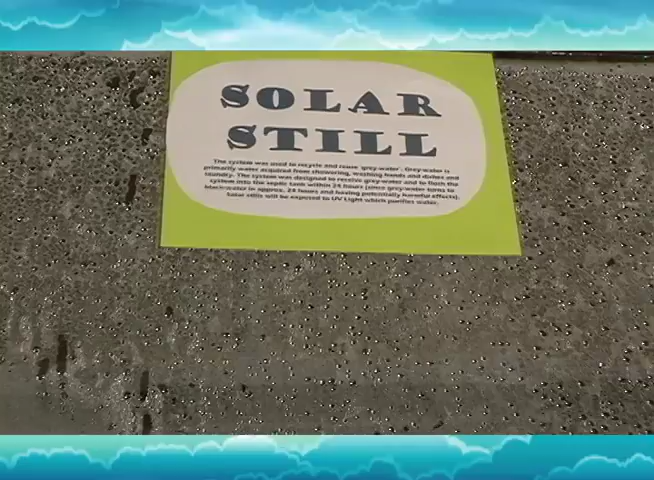 SOLAR
STILL
The system was used to recycle and reuse 'grey-water'. Grey-water is
primarily water acquired from showering, washing hands and dishes and
laundry. The system was designed to receive grey-water and to flush the
system into the septic tank within 24 hours (since grey-water turns to
black-water in approx. 24 hours and having potentially harmful effects).
Solar stills will be exposed to UV Light which purifies water.